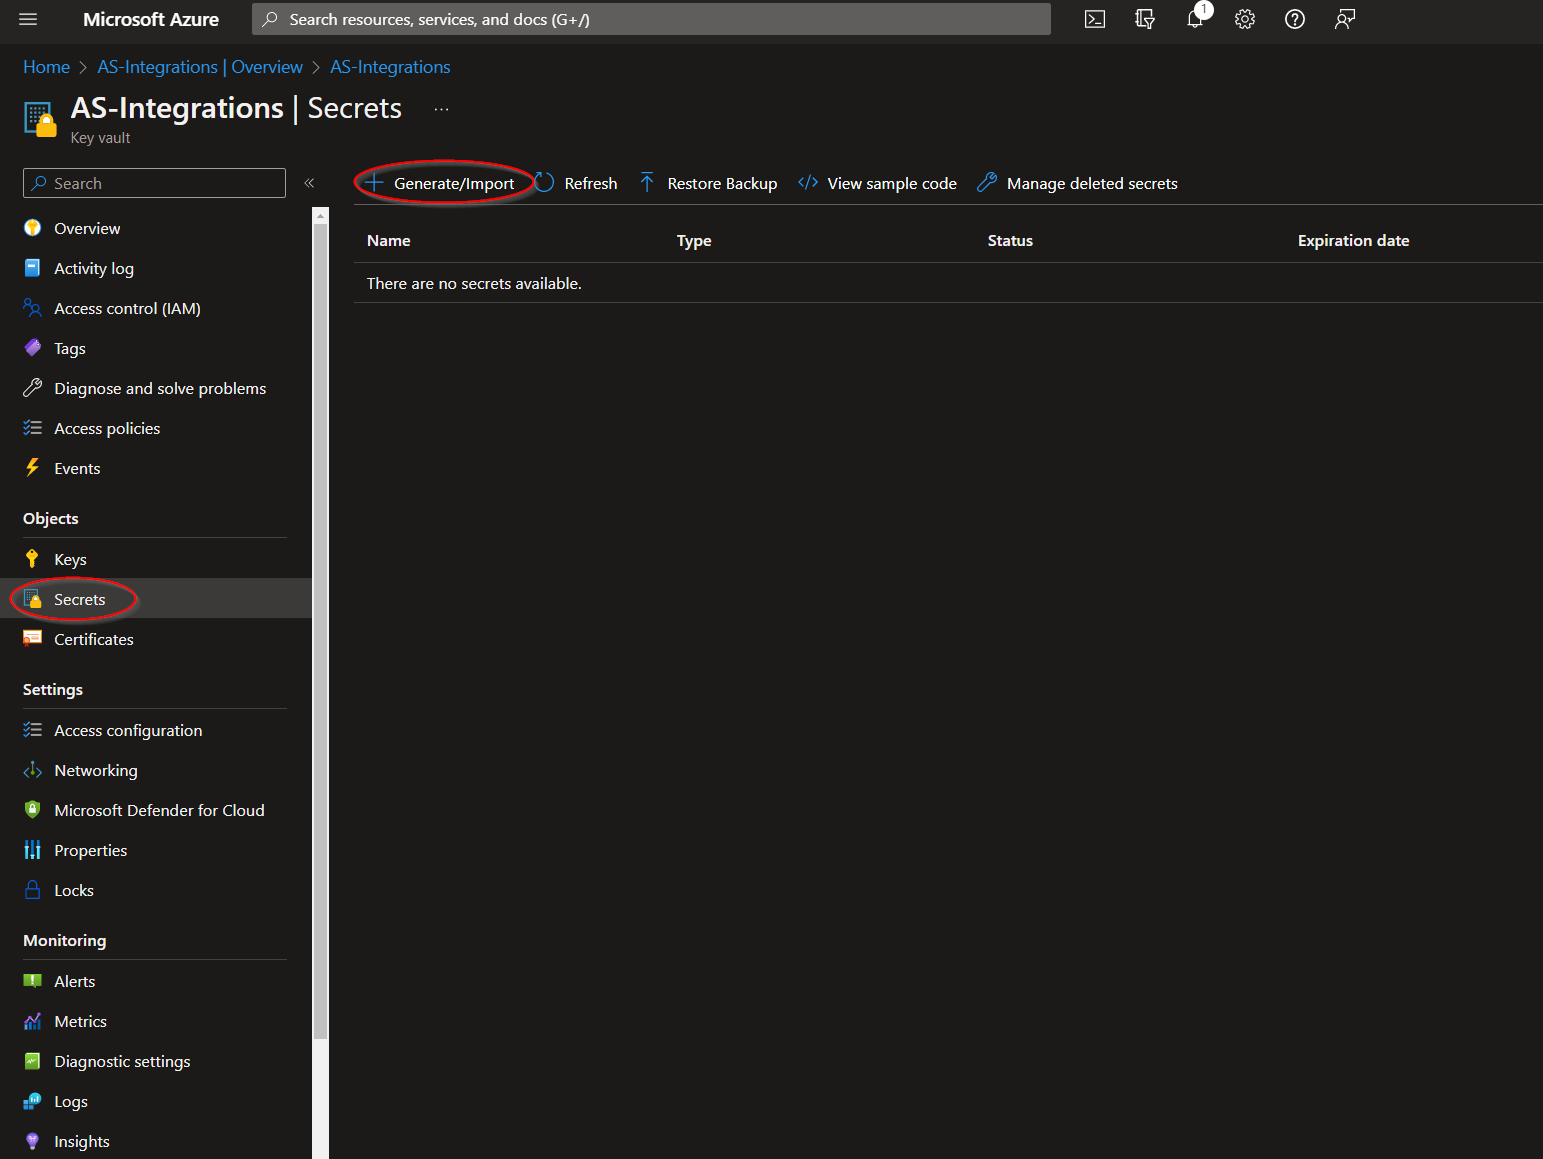 Microsoft Azure
Search resources, services, and docs (G+/)
1
Home > AS-Integrations | Overview > AS-Integrations
AS-Integrations | Secrets ...
Key vault
Search
«
Generate/Import
Refresh
Restore Backup
View sample code
Manage deleted secrets
Name Type Status Expiration date
There are no secrets available.
Overview
Activity log
Access control (IAM)
Tags
Diagnose and solve problems
Access policies
Events
Objects
Keys
Secrets
Certificates
Settings
Access configuration
Networking
Microsoft Defender for Cloud
Properties
Locks
Monitoring
Alerts
Metrics
Diagnostic settings
Logs
Insights